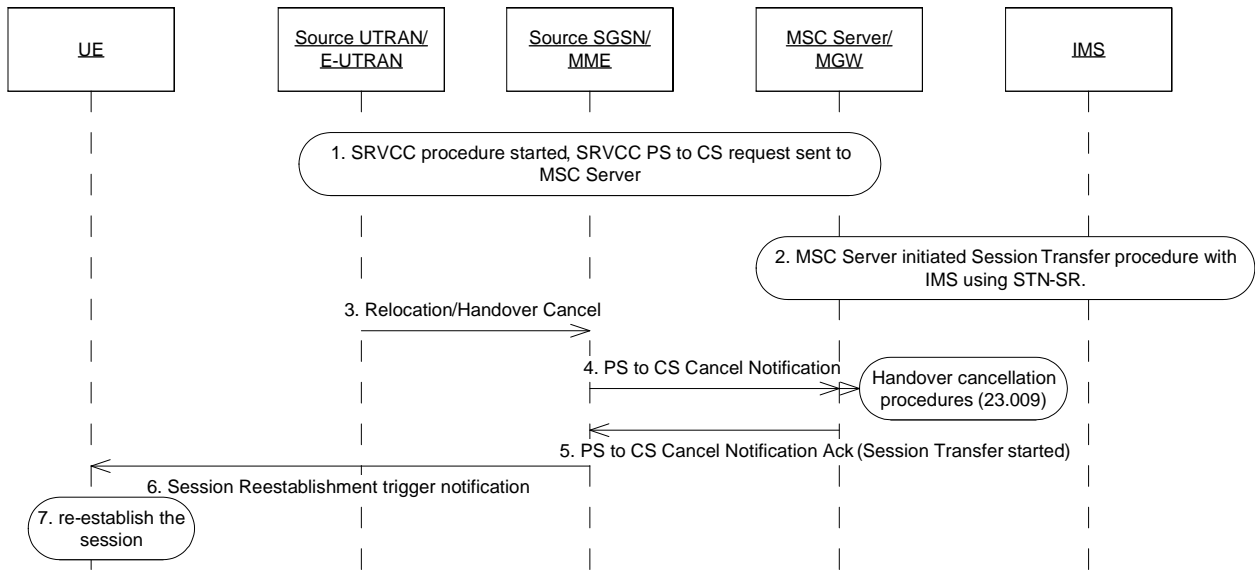 UE
Source UTRAN/
E-UTRAN
Source SGSN/
MME
MSC Server/
MGW
IMS
1. SRVCC procedure started, SRVCC PS to CS request sent to
MSC Server
2. MSC Server initiated Session Transfer procedure with
IMS using STN-SR.
3. Relocation/Handover Cancel
4. PS to CS Cancel Notification
Handover cancellation
procedures (23.009)
5. PS to CS Cancel Notification Ack (Session Transfer started)
6. Session Reestablishment trigger notification
7. re-establish the
session